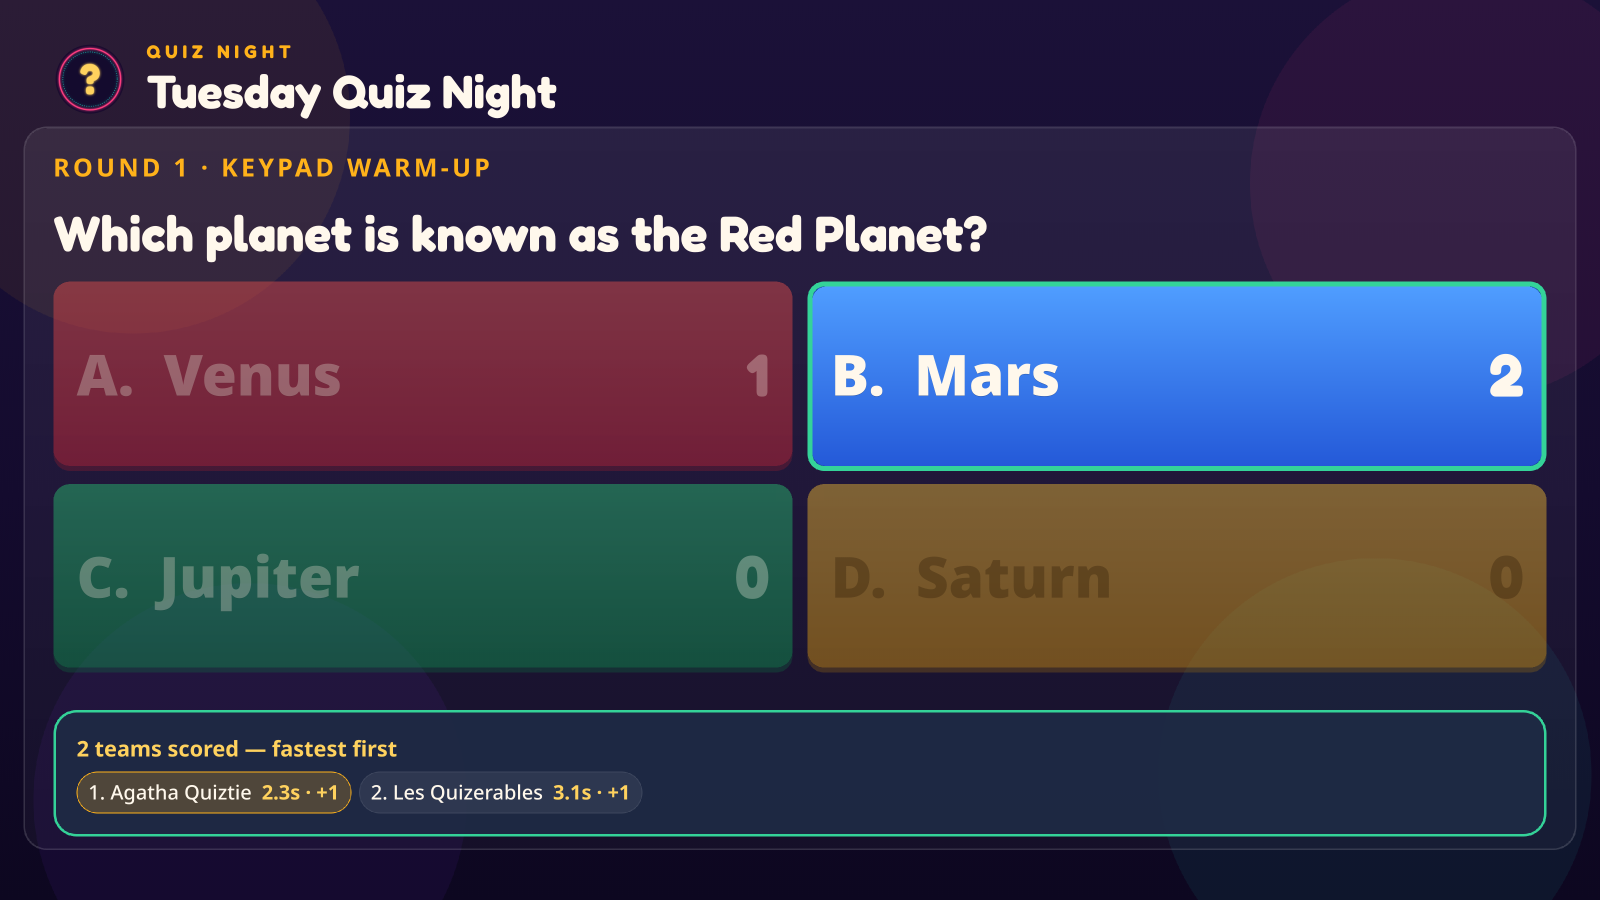 ?
QUIZ NIGHT
Tuesday Quiz Night
ROUND 1 · KEYPAD WARM-UP
Which planet is known as the Red Planet?
A. Venus 1
B. Mars 2
C. Jupiter 0
D. Saturn 0
2 teams scored — fastest first
1. Agatha Quiztie 2.3s · +1 2. Les Quizerables 3.1s · +1